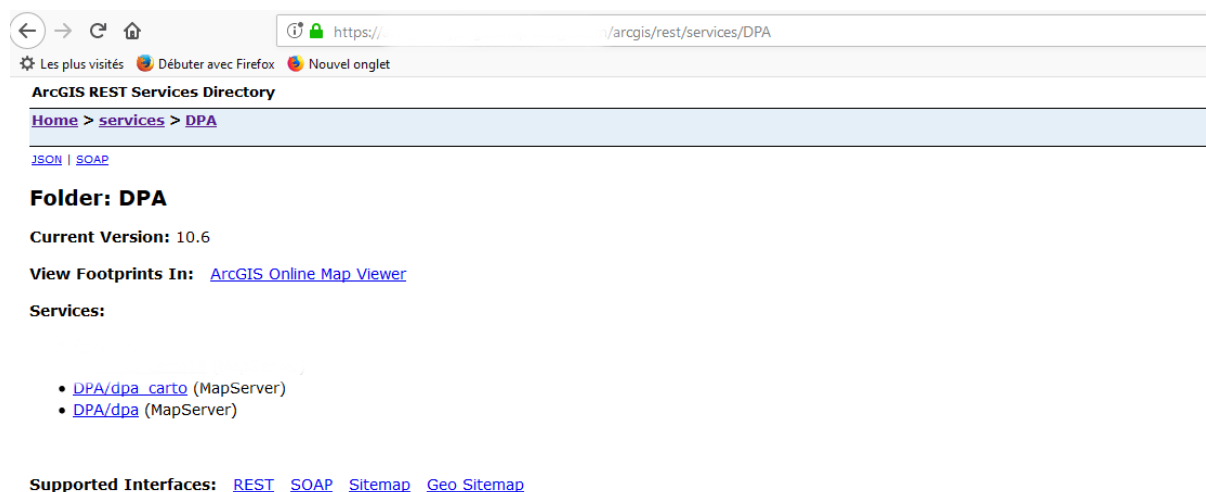 https:// /arcgis/rest/services/DPA
Les plus visités Débuter avec Firefox Nouvel onglet
ArcGIS REST Services Directory
Home > services > DPA
JSON | SOAP
Folder: DPA
Current Version: 10.6
View Footprints In: ArcGIS Online Map Viewer
Services:
DPA/dpa_carto (MapServer)
DPA/dpa (MapServer)
Supported Interfaces: REST SOAP Sitemap Geo Sitemap